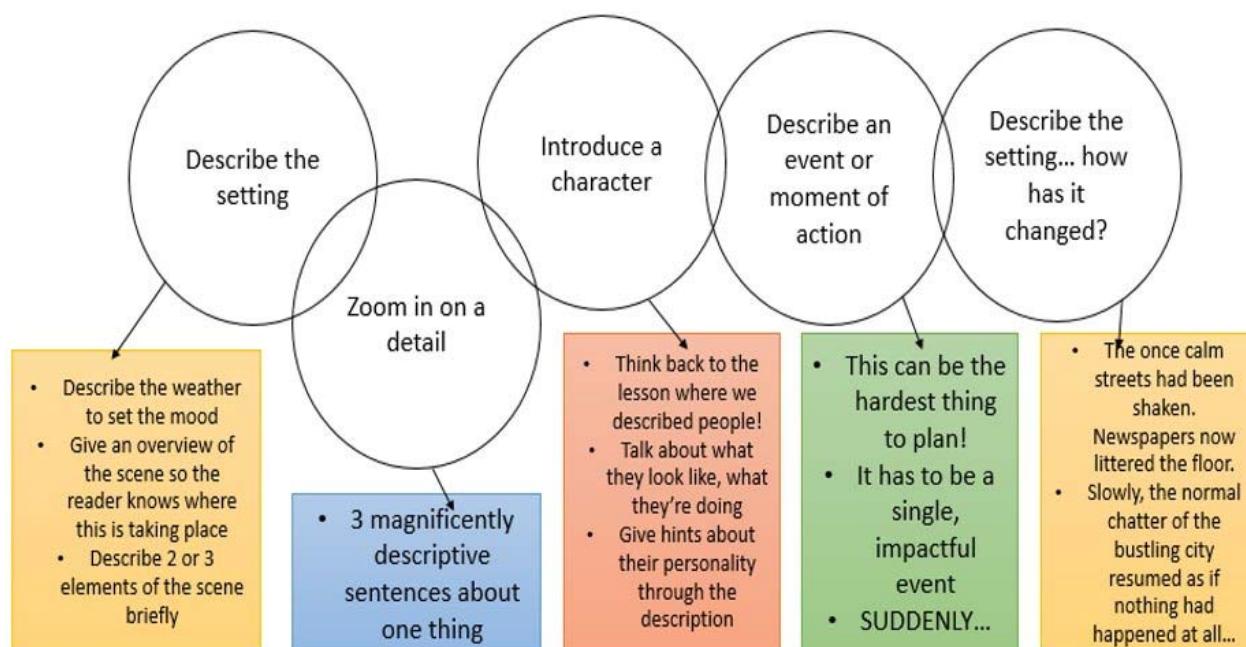 Describe the
setting
Zoom in on a
detail
Introduce a
character
Describe an
event or
moment of
action
Describe the
setting... how
has it
changed?
• Describe the weather
to set the mood
• Give an overview of
the scene so the
reader knows where
this is taking place
• Describe 2 or 3
elements of the scene
briefly
• 3 magnificently
descriptive
sentences about
one thing
• Think back to the
lesson where we
described people!
• Talk about what
they look like, what
they're doing
• Give hints about
their personality
through the
description
• This can be the
hardest thing
to plan!
• It has to be a
single,
impactful
event
• SUDDENLY...
• The once calm
streets had been
shaken.
Newspapers now
littered the floor.
• Slowly, the normal
chatter of the
bustling city
resumed as if
nothing had
happened at all...